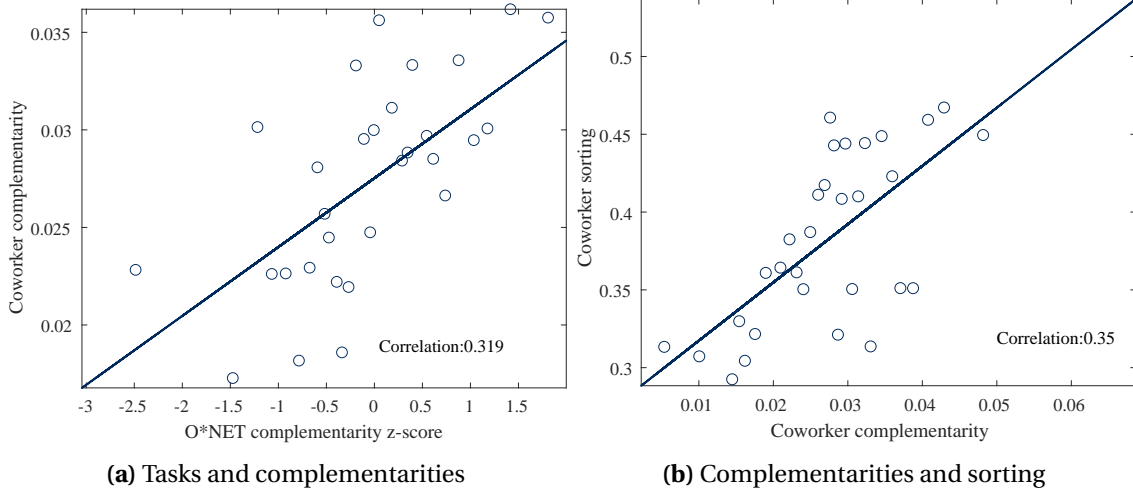 0.035
0.03
0.025
0.02
Coworker complementarity
Correlation:0.319
-3 -2.5 -2 -1.5 -1 -0.5 0 0.5 1 1.5
O*NET complementarity z-score
(a) Tasks and complementarities
0.5
0.45
0.4
0.35
0.3
Coworker sorting
Correlation:0.35
0.01 0.02 0.03 0.04 0.05 0.06
Coworker complementarity
(b) Complementarities and sorting